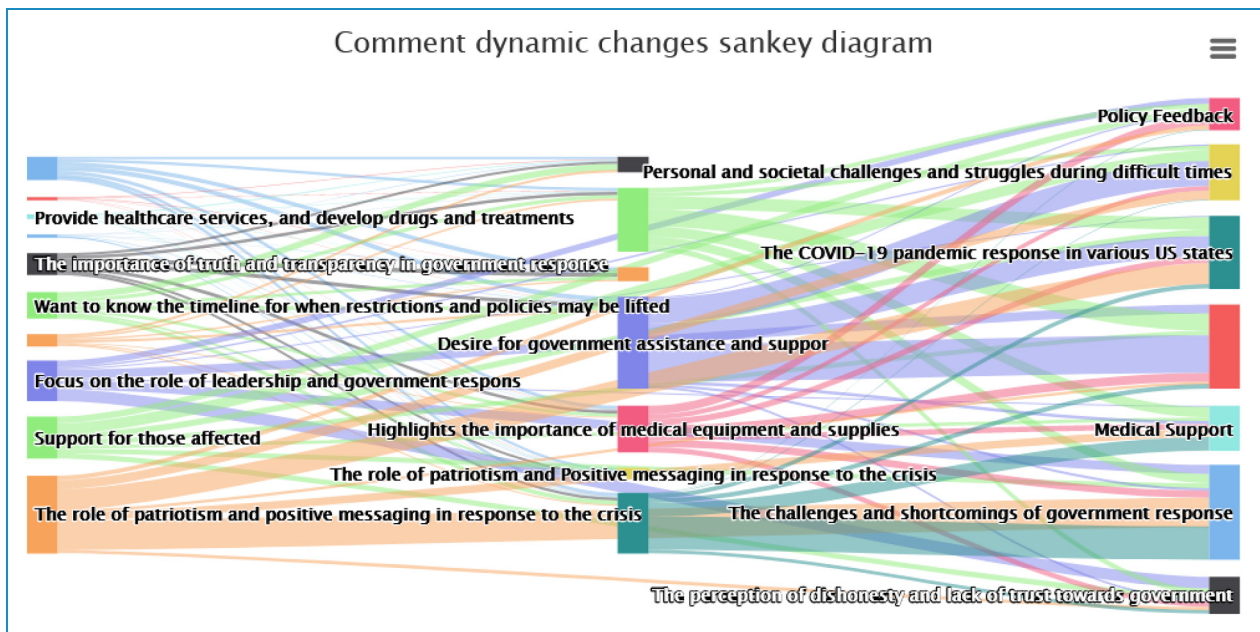 Comment dynamic changes sankey diagram
Policy Feedback
Personal and societal challenges and struggles during difficult times
Provide healthcare services, and develop drugs and treatments
The COVID-19 pandemic response in various US states
The importance of truth and transparency in government response
Want to know the timeline for when restrictions and policies may be lifted
Desire for government assistance and suppor
Focus on the role of leadership and government respons
Highlights the importance of medical equipment and supplies
Medical Support
Support for those affected
The role of patriotism and Positive messaging in response to the crisis
The role of patriotism and positive messaging in response to the crisis
The challenges and shortcomings of government response
The perception of dishonesty and lack of trust towards government